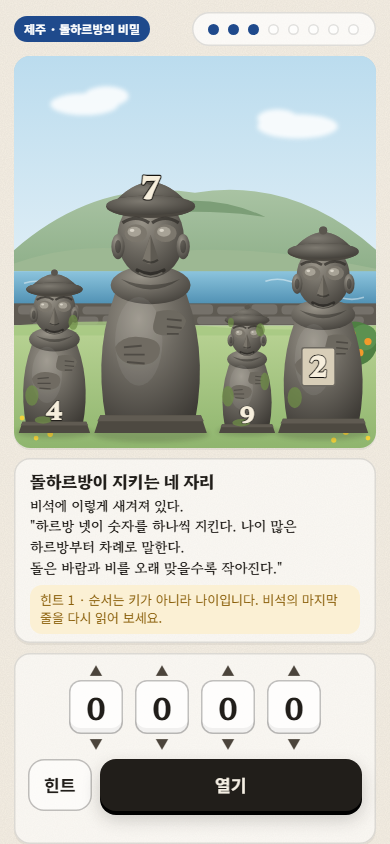 제주 · 돌하르방의 비밀
7
2
4
9
돌하르방이 지키는 네 자리
비석에 이렇게 새겨져 있다.
"하르방 넷이 숫자를 하나씩 지킨다. 나이 많은
하르방부터 차례로 말한다.
돌은 바람과 비를 오래 맞을수록 작아진다."
힌트 1 · 순서는 키가 아니라 나이입니다. 비석의 마지막
줄을 다시 읽어 보세요.
0 0 0 0
힌트 열기